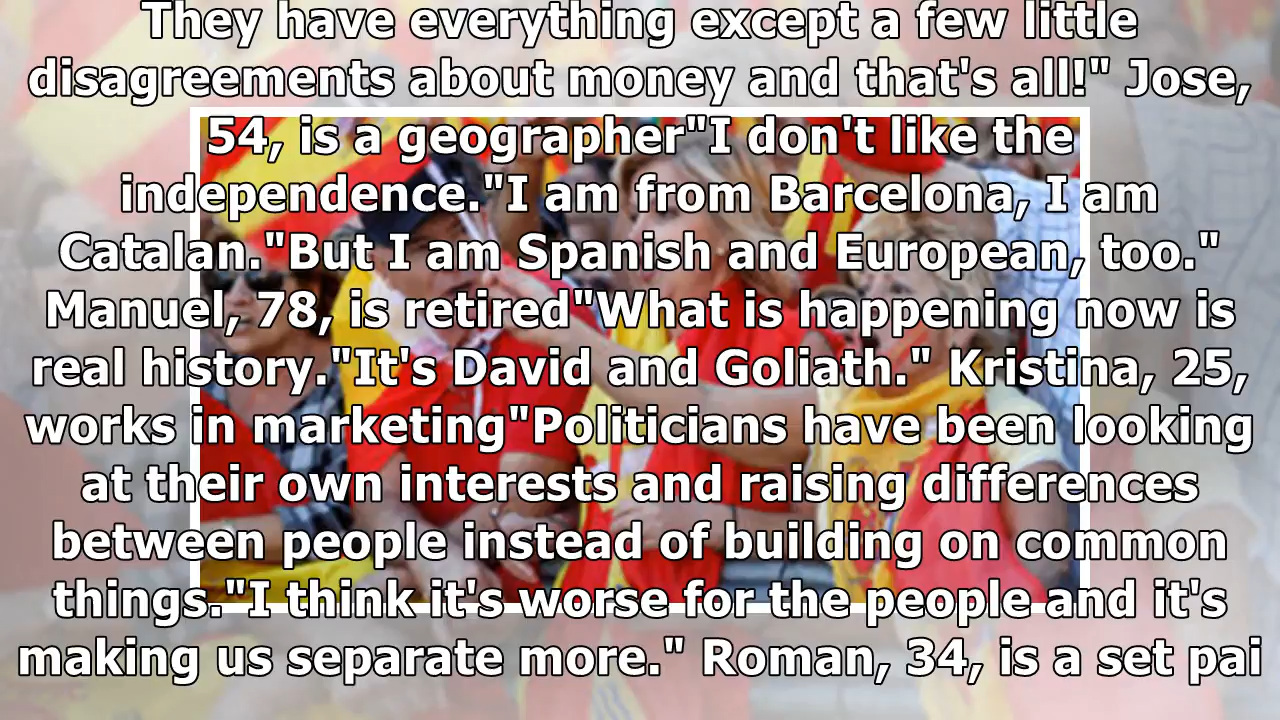 They have everything except a few little
disagreements about money and that's all!" Jose,
54, is a geographer"I don't like the
independence."I am from Barcelona, I am
Catalan."But I am Spanish and European, too."
Manuel, 78, is retired"What is happening now is
real history."It's David and Goliath." Kristina, 25,
works in marketing"Politicians have been looking
at their own interests and raising differences
between people instead of building on common
things."I think it's worse for the people and it's
making us separate more." Roman, 34, is a set pai